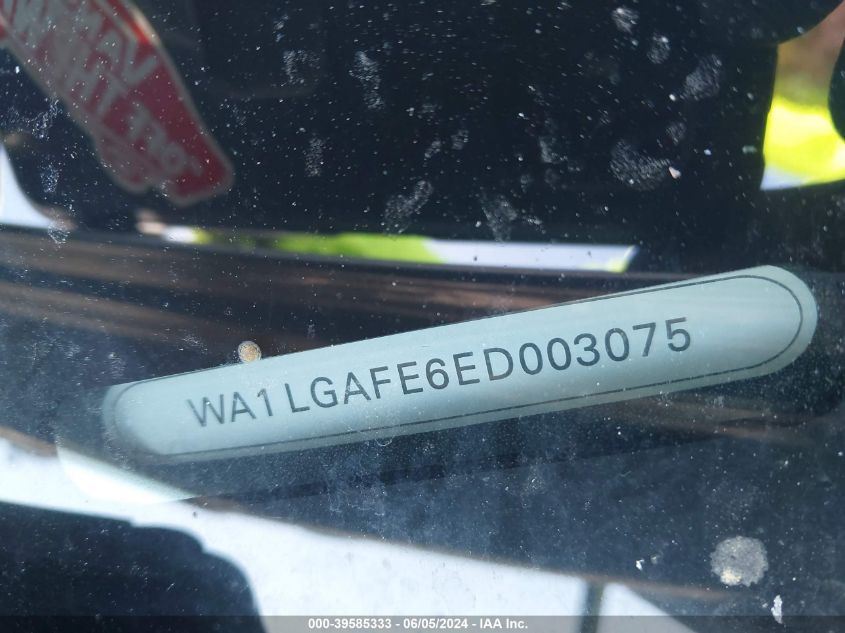 WA1LGAFE6ED003075
000-39585333 - 06/05/2024 - IAA Inc.